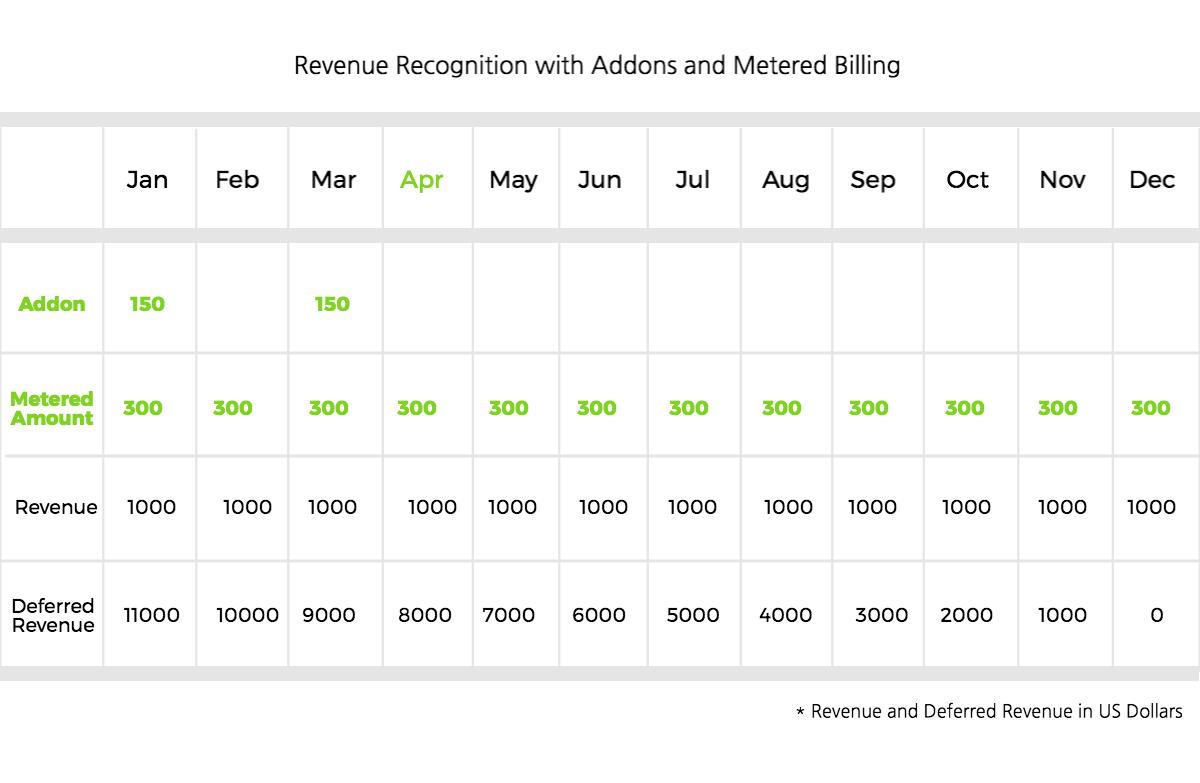 Revenue Recognition with Addons and Metered Billing
Jan Feb Mar Apr May Jun Jul Aug Sep Oct Nov Dec
Addon 150 150
Metered
Amount 300 300 300 300 300 300 300 300 300 300 300 300
Revenue 1000 1000 1000 1000 1000 1000 1000 1000 1000 1000 1000 1000
Deferred
Revenue 11000 10000 9000 8000 7000 6000 5000 4000 3000 2000 1000 0
* Revenue and Deferred Revenue in US Dollars